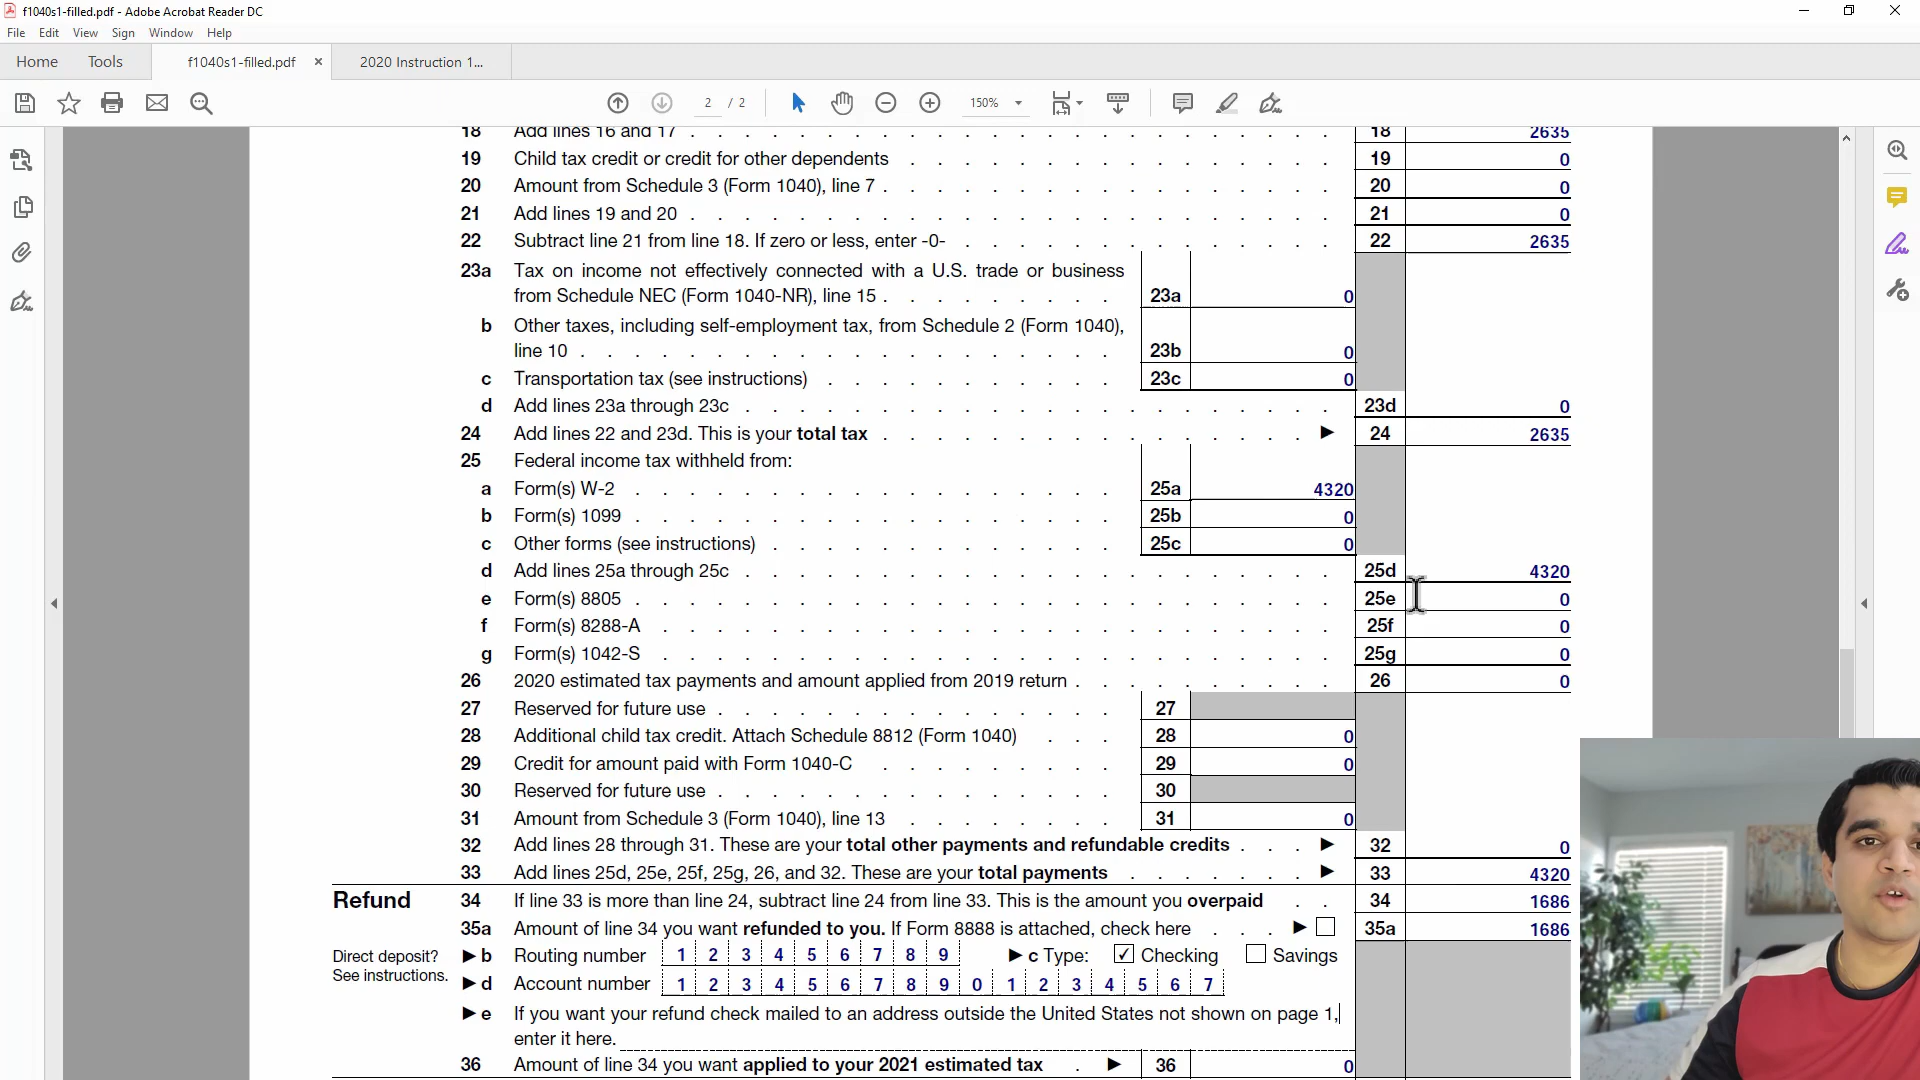 f1040s1-filled.pdf - Adobe Acrobat Reader DC
File Edit View Sign Window Help
Home Tools f1040s1-filled.pdf × 2020 Instruction 1...
2 / 2 150%
18 Add lines 16 and 17 . . . 18 2635
19 Child tax credit or credit for other dependents . . . 19 0
20 Amount from Schedule 3 (Form 1040), line 7 . . . 20 0
21 Add lines 19 and 20 . . . 21 0
22 Subtract line 21 from line 18. If zero or less, enter -0- . . . 22 2635
23a Tax on income not effectively connected with a U.S. trade or business
from Schedule NEC (Form 1040-NR), line 15 . . . 23a 0
b Other taxes, including self-employment tax, from Schedule 2 (Form 1040),
line 10 . . . 23b 0
c Transportation tax (see instructions) . . . 23c 0
d Add lines 23a through 23c . . . 23d 0
24 Add lines 22 and 23d. This is your total tax . . . ▶ 24 2635
25 Federal income tax withheld from:
a Form(s) W-2 . . . 25a 4320
b Form(s) 1099 . . . 25b 0
c Other forms (see instructions) . . . 25c 0
d Add lines 25a through 25c . . . 25d 4320
e Form(s) 8805 . . . 25e 0
f Form(s) 8288-A . . . 25f 0
g Form(s) 1042-S . . . 25g 0
26 2020 estimated tax payments and amount applied from 2019 return . . . 26 0
27 Reserved for future use . . . 27
28 Additional child tax credit. Attach Schedule 8812 (Form 1040) . . . 28 0
29 Credit for amount paid with Form 1040-C . . . 29 0
30 Reserved for future use . . . 30
31 Amount from Schedule 3 (Form 1040), line 13 . . . 31 0
32 Add lines 28 through 31. These are your total other payments and refundable credits . . . ▶ 32 0
33 Add lines 25d, 25e, 25f, 25g, 26, and 32. These are your total payments . . . ▶ 33 4320
Refund 34 If line 33 is more than line 24, subtract line 24 from line 33. This is the amount you overpaid . . 34 1686
35a Amount of line 34 you want refunded to you. If Form 8888 is attached, check here . . . ▶ 35a 1686
Direct deposit? ▶ b Routing number 1 2 3 4 5 6 7 8 9 ▶ c Type: ✓ Checking Savings
See instructions. ▶ d Account number 1 2 3 4 5 6 7 8 9 0 1 2 3 4 5 6 7
▶ e If you want your refund check mailed to an address outside the United States not shown on page 1,
enter it here.
36 Amount of line 34 you want applied to your 2021 estimated tax . ▶ 36 0